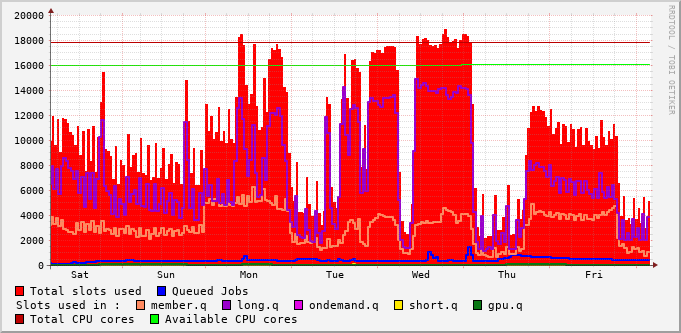 20000
18000
16000
14000
12000
10000
8000
6000
4000
2000
0
Sat Sun Mon Tue Wed Thu Fri
RRDTOOL / TOBI OETIKER
Total slots used Queued Jobs
Slots used in : member.q long.q ondemand.q short.q gpu.q
Total CPU cores Available CPU cores